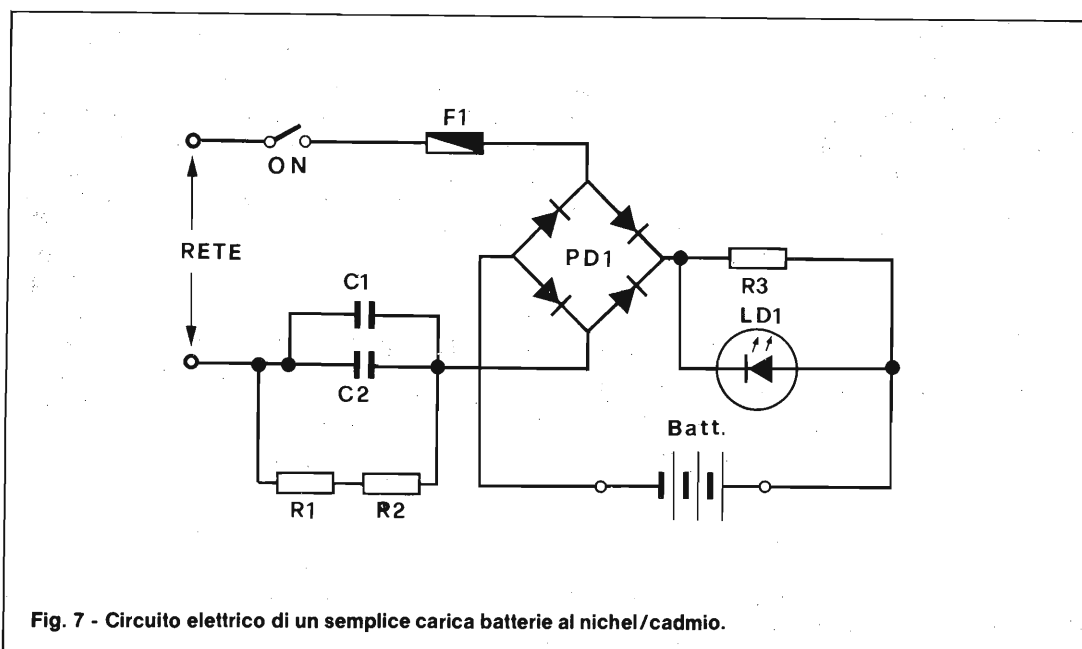 F1
ON
RETE
PD1
C1
R3
LD1
C2
Batt.
R1
R2
Fig. 7 - Circuito elettrico di un semplice carica batterie al nichel/cadmio.